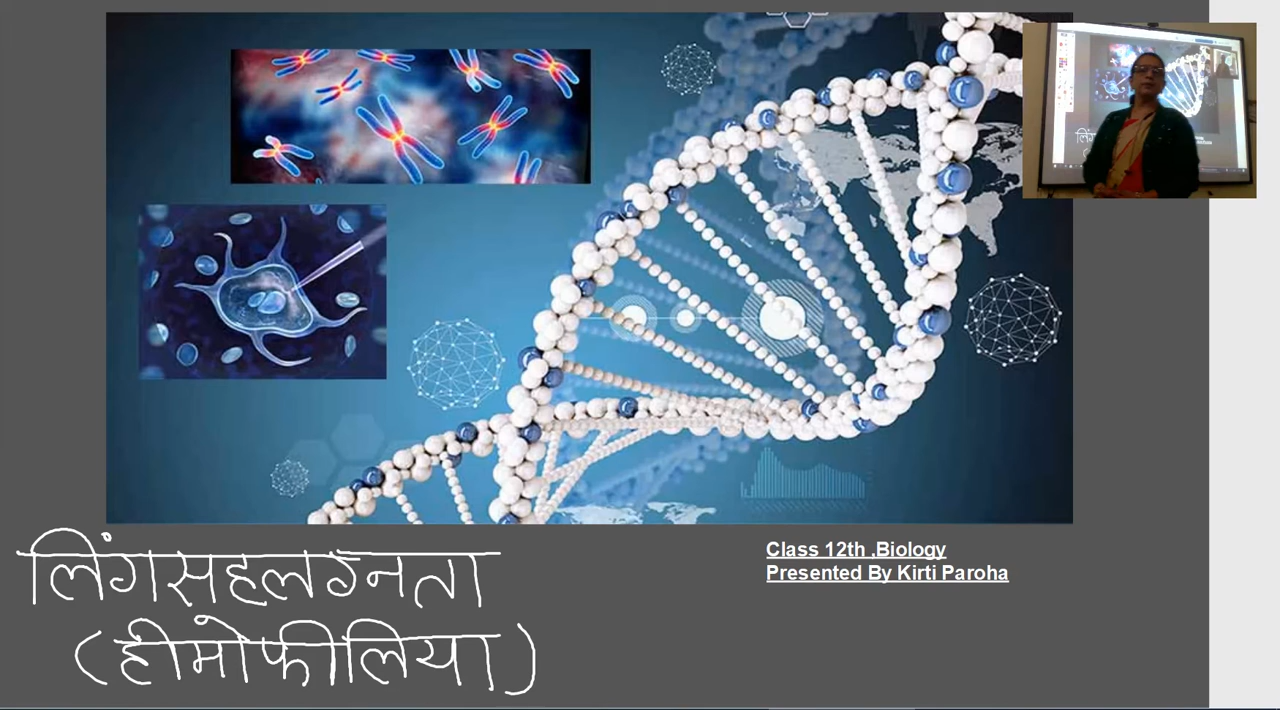 लिंगसहलग्नता
(हीमोफीलिया)
Class 12th ,Biology
Presented By Kirti Paroha